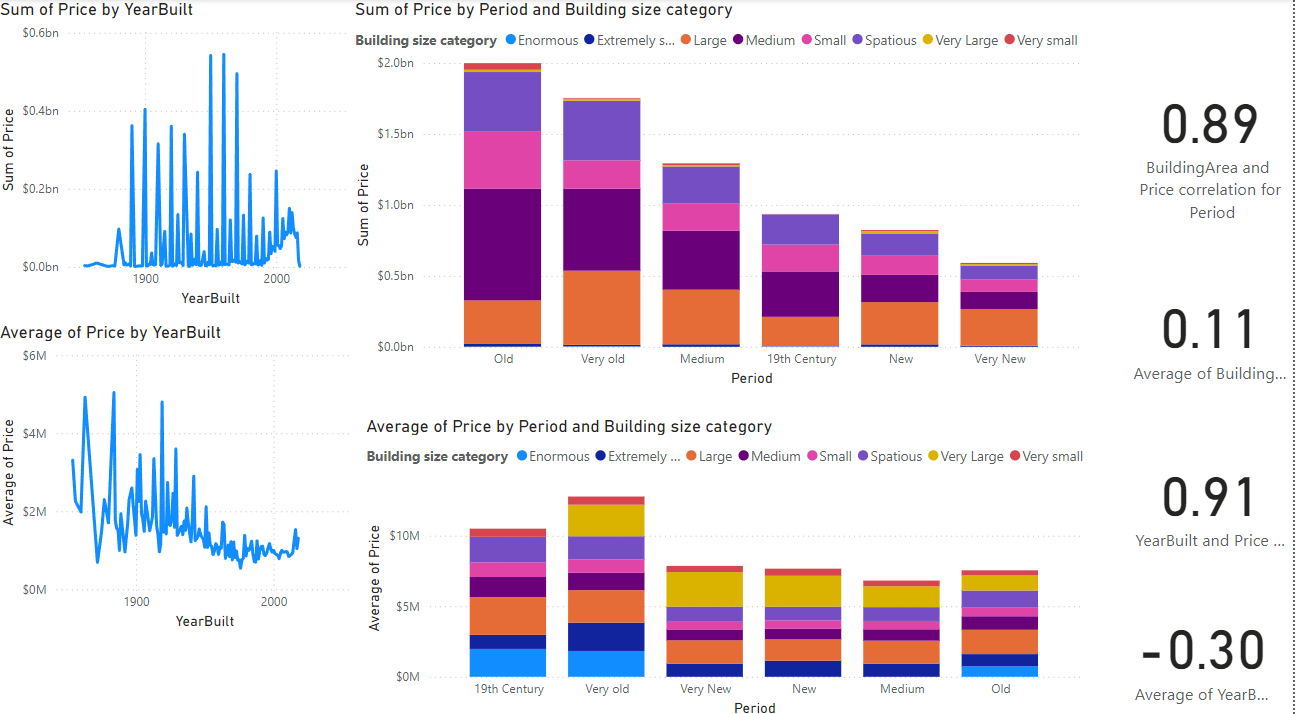 Sum of Price by YearBuilt
$0.6bn
$0.4bn
$0.2bn
$0.0bn
Sum of Price
1900
2000
YearBuilt
Average of Price by YearBuilt
$6M
$4M
$2M
$0M
Average of Price
1900
2000
YearBuilt
Sum of Price by Period and Building size category
Building size category Enormous Extremely s... Large Medium Small Spatious Very Large Very small
$2.0bn
$1.5bn
$1.0bn
$0.5bn
$0.0bn
Sum of Price
Old Very old Medium 19th Century New Very New
Period
Average of Price by Period and Building size category
Building size category Enormous Extremely ... Large Medium Small Spatious Very Large Very small
$10M
$5M
$0M
Average of Price
19th Century Very old Very New New Medium Old
Period
0.89
BuildingArea and
Price correlation for
Period
0.11
Average of Building...
0.91
YearBuilt and Price ...
-0.30
Average of YearB...